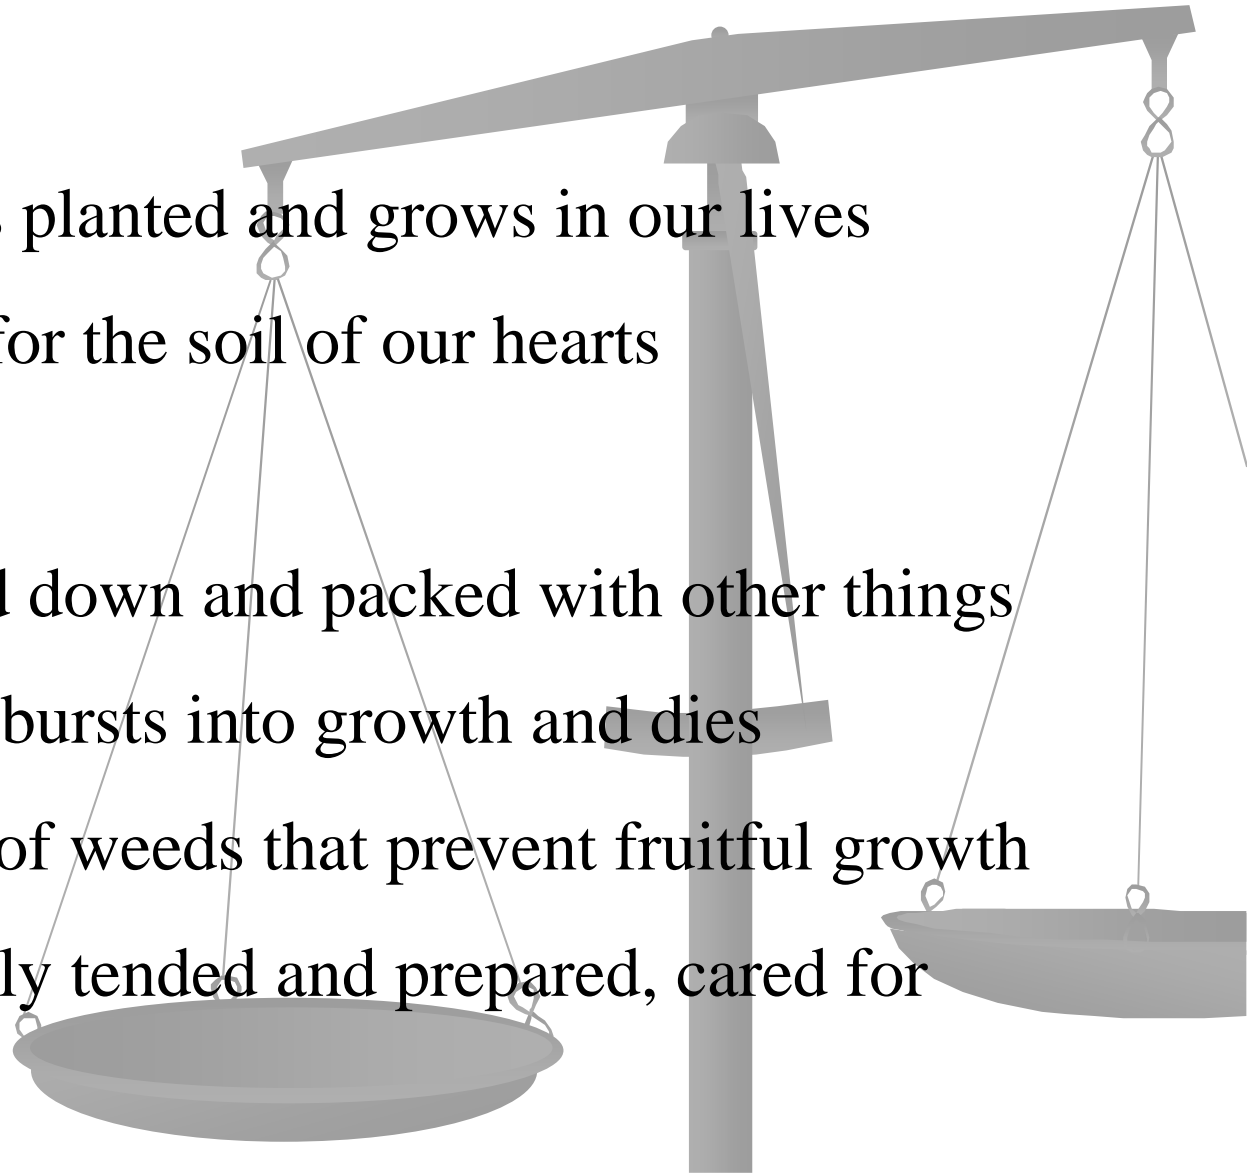 planted and grows in our lives
for the soil of our hearts
down and packed with other things
bursts into growth and dies
of weeds that prevent fruitful growth
ly tended and prepared, cared for